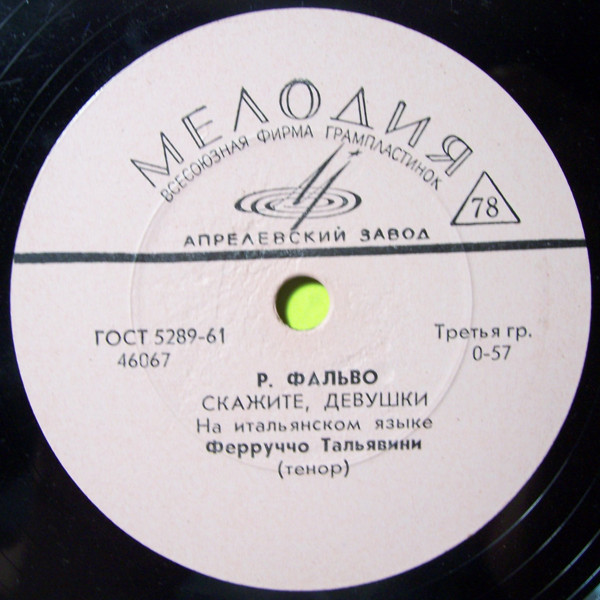 МЕЛОДИЯ
ВСЕСОЮЗНАЯ ФИРМА ГРАМПЛАСТИНОК
78
АПРЕЛЕВСКИЙ ЗАВОД
ГОСТ 5289-61
46067
Третья гр.
0-57
Р. ФАЛЬВО
СКАЖИТЕ, ДЕВУШКИ
На итальянском языке
Ферруччо Тальявини
(тенор)